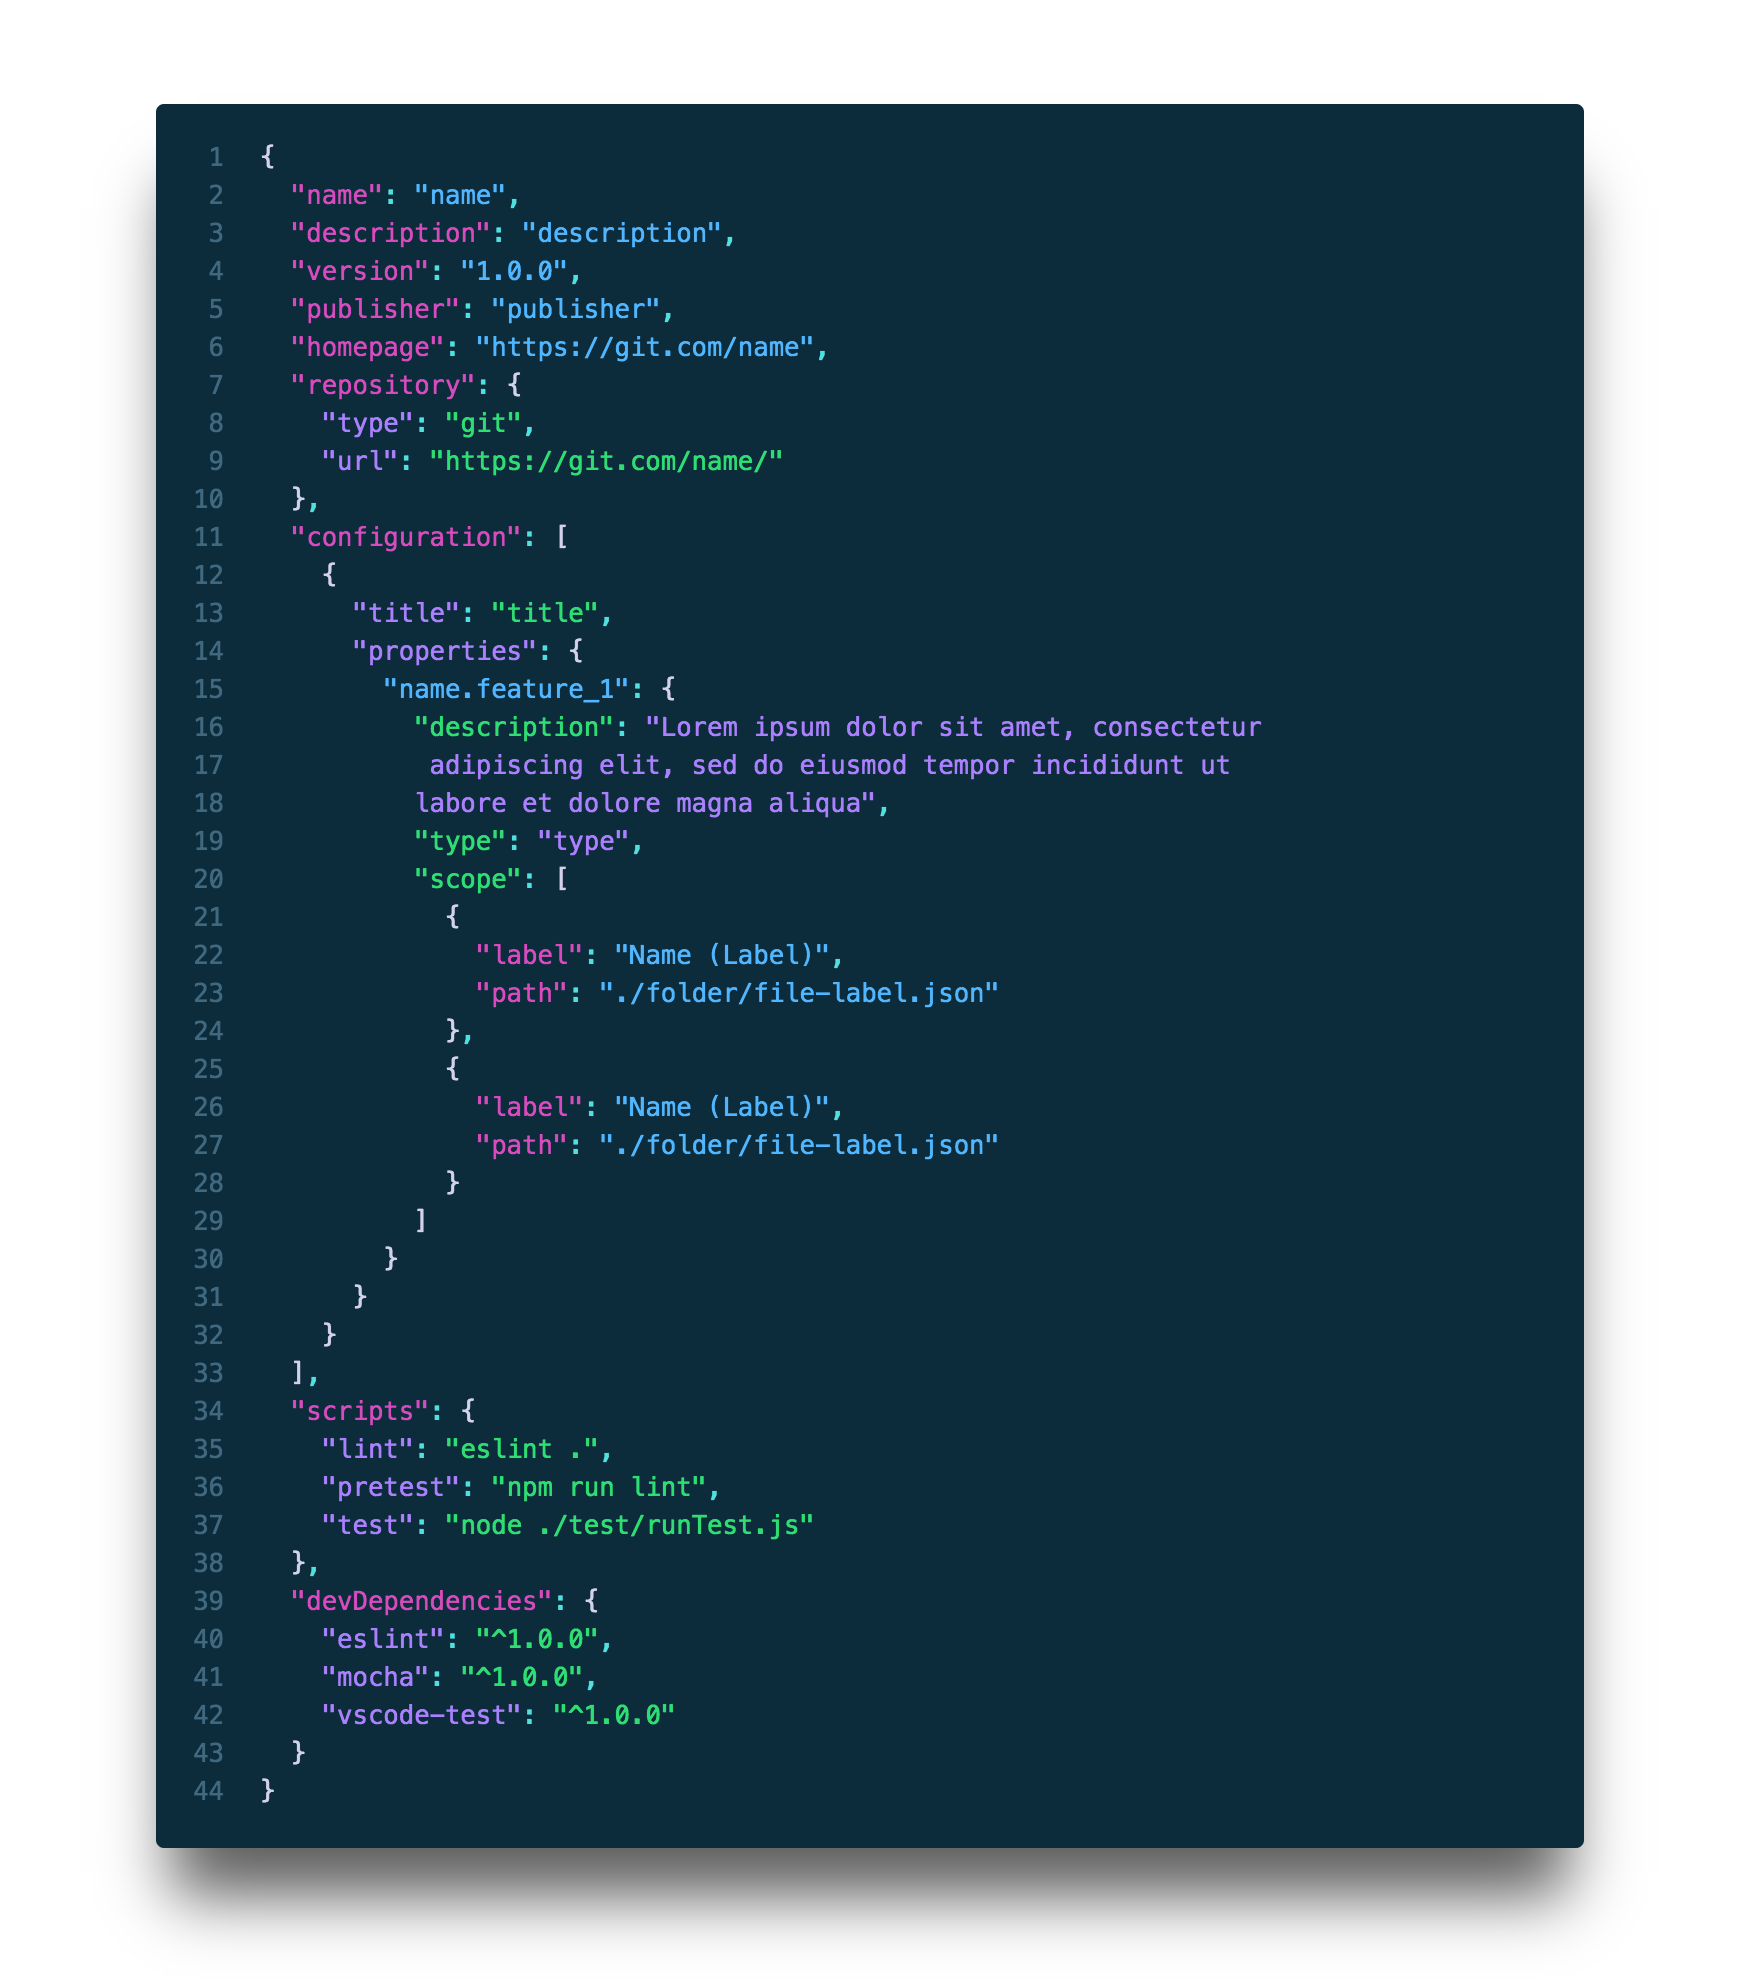 1 {
2   "name": "name",
3   "description": "description",
4   "version": "1.0.0",
5   "publisher": "publisher",
6   "homepage": "https://git.com/name",
7   "repository": {
8     "type": "git",
9     "url": "https://git.com/name/"
10   },
11   "configuration": [
12     {
13       "title": "title",
14       "properties": {
15         "name.feature_1": {
16           "description": "Lorem ipsum dolor sit amet, consectetur
17            adipiscing elit, sed do eiusmod tempor incididunt ut
18           labore et dolore magna aliqua",
19           "type": "type",
20           "scope": [
21             {
22               "label": "Name (Label)",
23               "path": "./folder/file-label.json"
24             },
25             {
26               "label": "Name (Label)",
27               "path": "./folder/file-label.json"
28             }
29           ]
30         }
31       }
32     }
33   ],
34   "scripts": {
35     "lint": "eslint .",
36     "pretest": "npm run lint",
37     "test": "node ./test/runTest.js"
38   },
39   "devDependencies": {
40     "eslint": "^1.0.0",
41     "mocha": "^1.0.0",
42     "vscode-test": "^1.0.0"
43   }
44 }